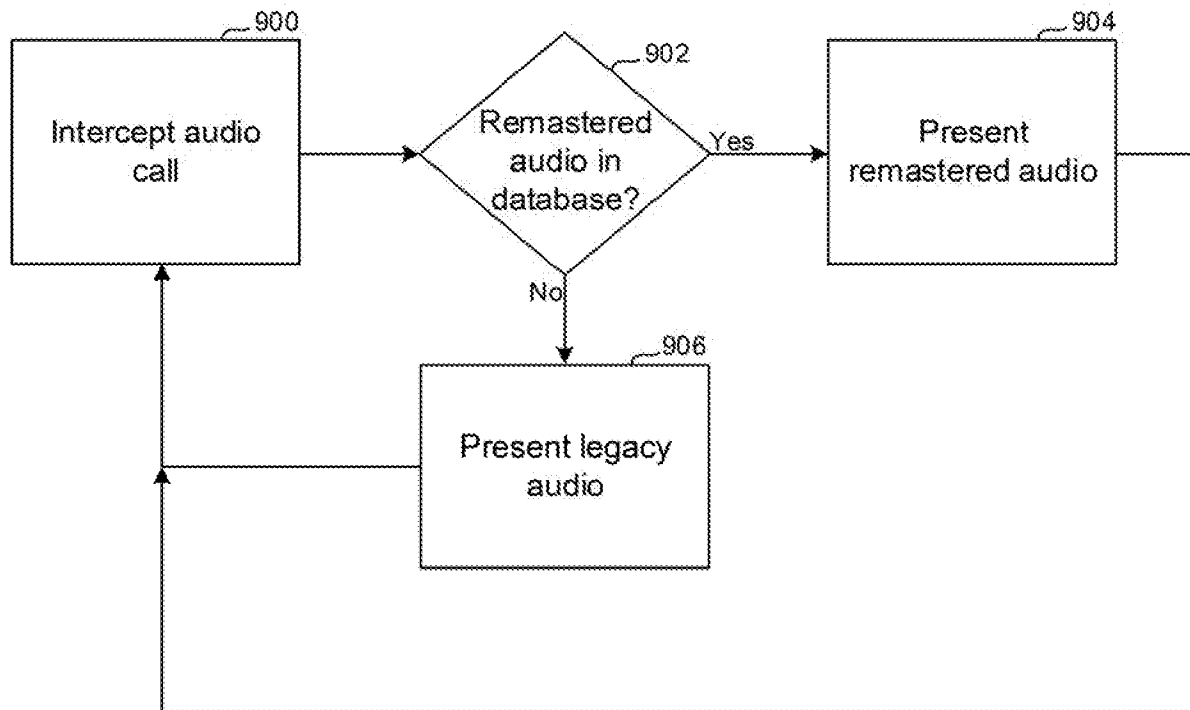 900
Intercept audio
call
902
Remastered
audio in
database?
Yes
904
Present
remastered audio
No
906
Present legacy
audio